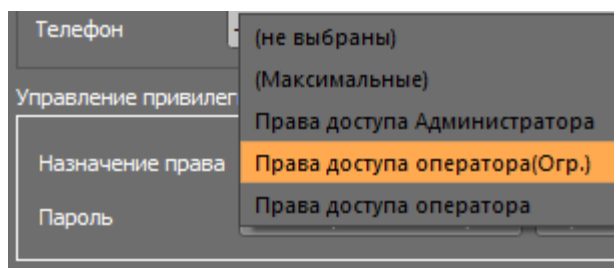 Телефон
(не выбраны)
(Максимальные)
Управление привилег
Права доступа Администратора
Назначение права
Права доступа оператора(Огр.)
Пароль
Права доступа оператора